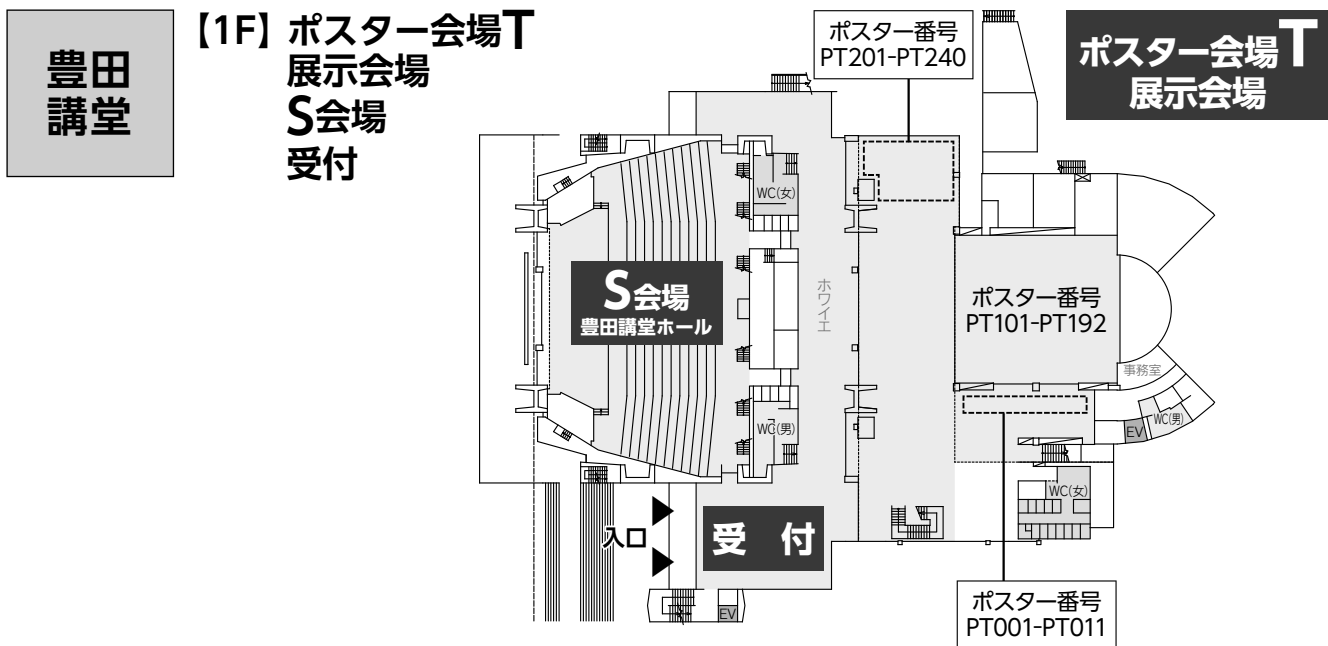 豊田
講堂
【1F】ポスター会場T
展示会場
S会場
受付
ポスター番号
PT201-PT240
ポスター会場T
展示会場
WC(女)
S会場
豊田講堂ホール
ホワイエ
ポスター番号
PT101-PT192
事務室
WC(男)
WC(男)
EV
WC(女)
入口
受 付
EV
ポスター番号
PT001-PT011